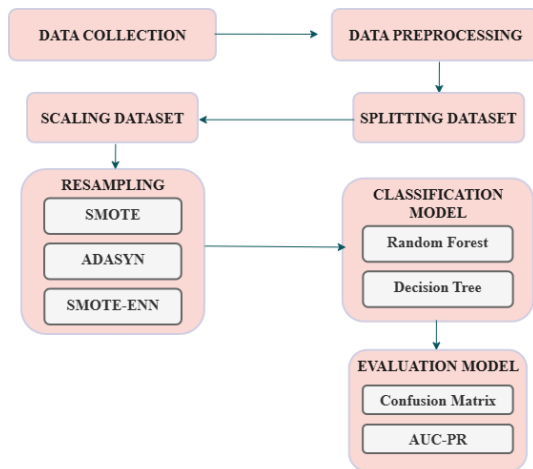 DATA COLLECTION
DATA PREPROCESSING
SCALING DATASET
SPLITTING DATASET
RESAMPLING
SMOTE
ADASYN
SMOTE-ENN
CLASSIFICATION
MODEL
Random Forest
Decision Tree
EVALUATION MODEL
Confusion Matrix
AUC-PR